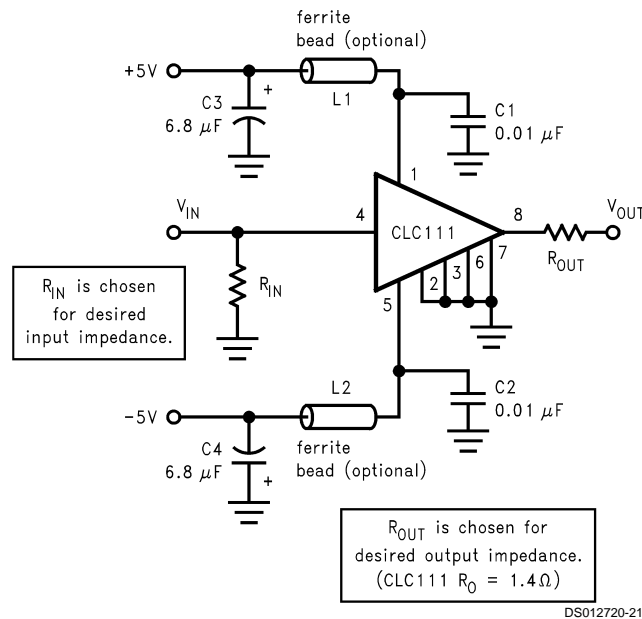 ferrite
bead (optional)
+5V
+
L1
C3
6.8 μF
C1
0.01 μF
1
V_IN
4
CLC111
8
V_OUT
7
6
3
2
R_OUT
R_IN
5
R_IN is chosen
for desired
input impedance.
L2
-5V
C2
0.01 μF
C4
6.8 μF
+
ferrite
bead (optional)
R_OUT is chosen for
desired output impedance.
(CLC111 R_O = 1.4Ω)
DS012720-21